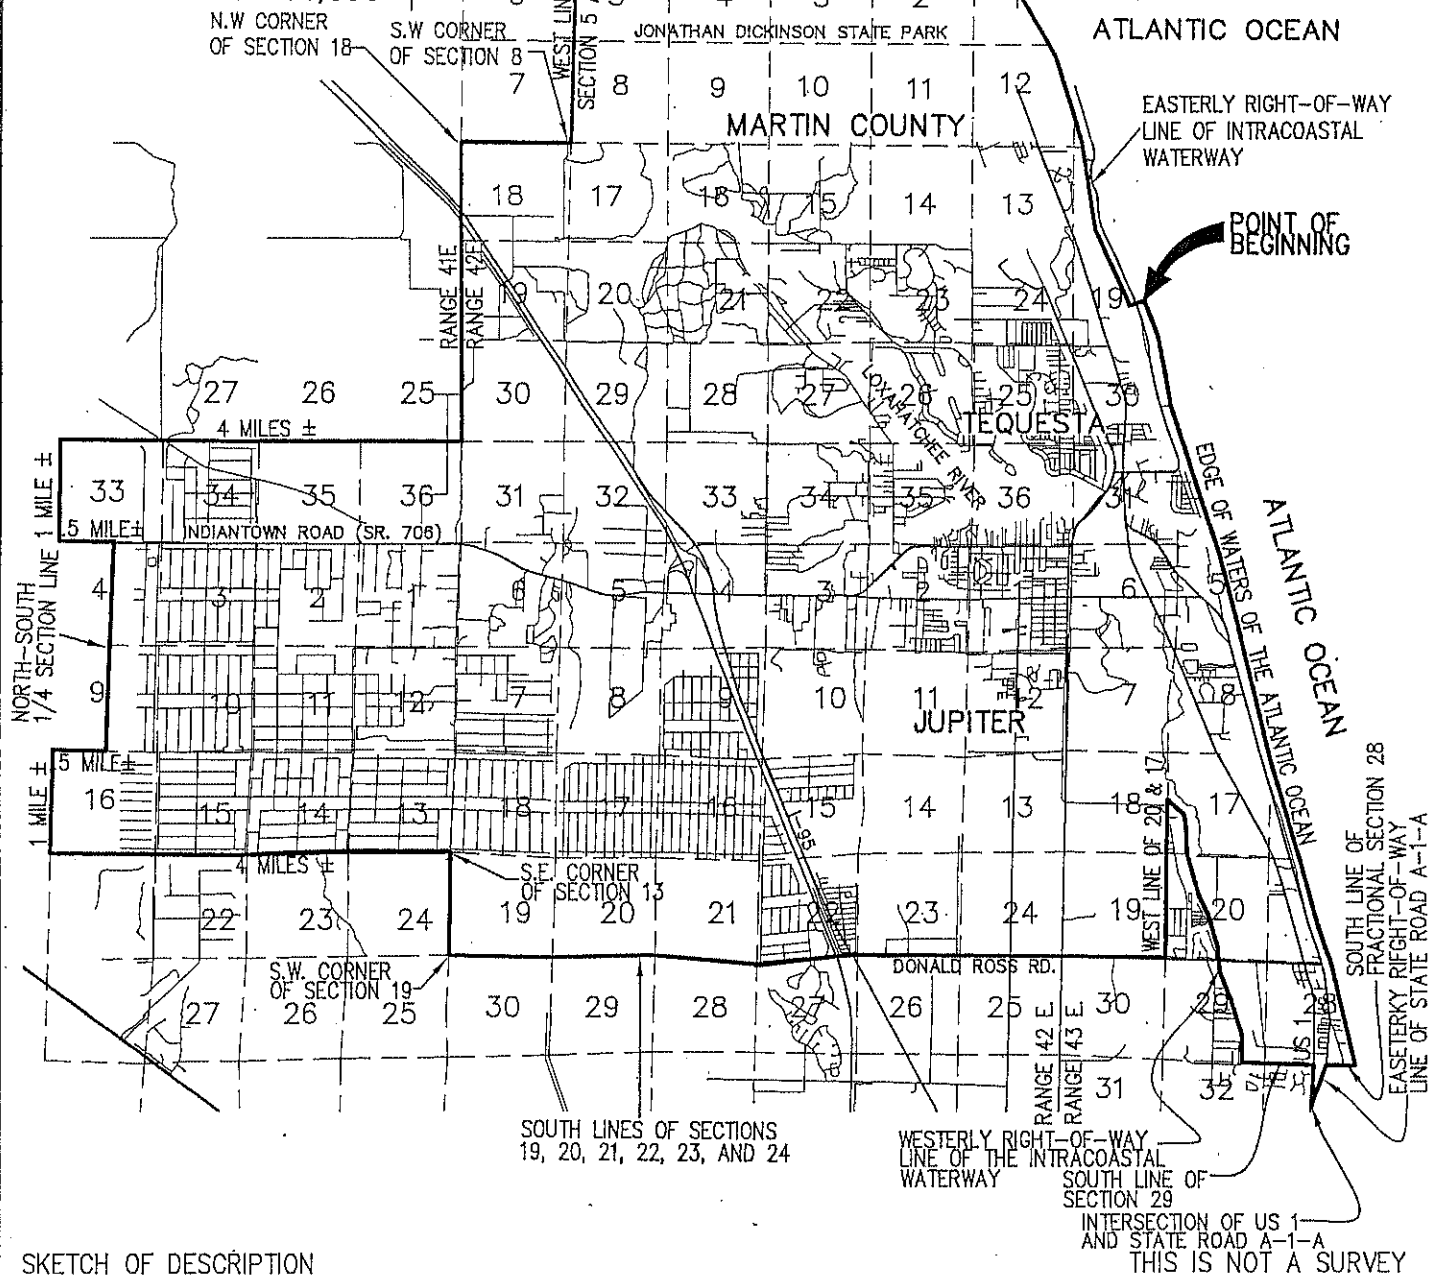 ATLANTIC OCEAN
N.W CORNER
OF SECTION 18
S.W CORNER
OF SECTION 8
WEST LIN
SECTION 5
JONATHAN DICKINSON STATE PARK
7 8 9 10 11 12
MARTIN COUNTY
EASTERLY RIGHT-OF-WAY
LINE OF INTRACOASTAL
WATERWAY
18 17 16 15 14 13
POINT OF
BEGINNING
RANGE 41E
RANGE 42E
19 20 21 22 23 24 19
27 26 25 30 29 28 27 26 25 30
LOXAHATCHEE RIVER
TEQUESTA
4 MILES ±
1 MILE ±
33 34 35 36 31 32 33 34 35 36 31
.5 MILE±
INDIANTOWN ROAD (SR. 706)
EDGE OF WATERS OF THE ATLANTIC OCEAN
ATLANTIC OCEAN
NORTH-SOUTH
1/4 SECTION LINE
4 3 2 1 6 5 4 3 2 6 5
9 10 11 12 7 8 9 10 11 12 7 8
JUPITER
.5 MILE±
1 MILE ±
16 15 14 13 18 17 16 15 14 13 18 17
I-95
WEST LINE OF 20 & 17
4 MILES ±
S.E. CORNER
OF SECTION 13
22 23 24 19 20 21 22 23 24 19 20
S.W. CORNER
OF SECTION 19
DONALD ROSS RD.
27 26 25 30 29 28 27 26 25 30 29 28
US 1
RANGE 42 E.
RANGE 43 E.
31 32
SOUTH LINE OF
FRACTIONAL SECTION 28
EASETERKY RIFGHT-OF-WAY
LINE OF STATE ROAD A-1-A
SOUTH LINES OF SECTIONS
19, 20, 21, 22, 23, AND 24
WESTERLY RIGHT-OF-WAY
LINE OF THE INTRACOASTAL
WATERWAY
SOUTH LINE OF
SECTION 29
INTERSECTION OF US 1
AND STATE ROAD A-1-A
SKETCH OF DESCRIPTION
THIS IS NOT A SURVEY